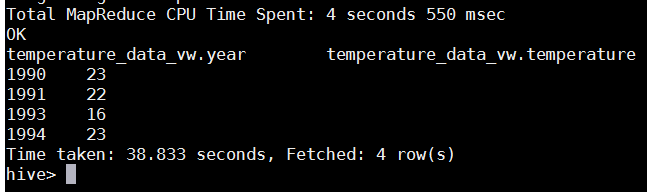 Total MapReduce CPU Time Spent: 4 seconds 550 msec
OK
temperature_data_vw.year        temperature_data_vw.temperature
1990    23
1991    22
1993    16
1994    23
Time taken: 38.833 seconds, Fetched: 4 row(s)
hive>